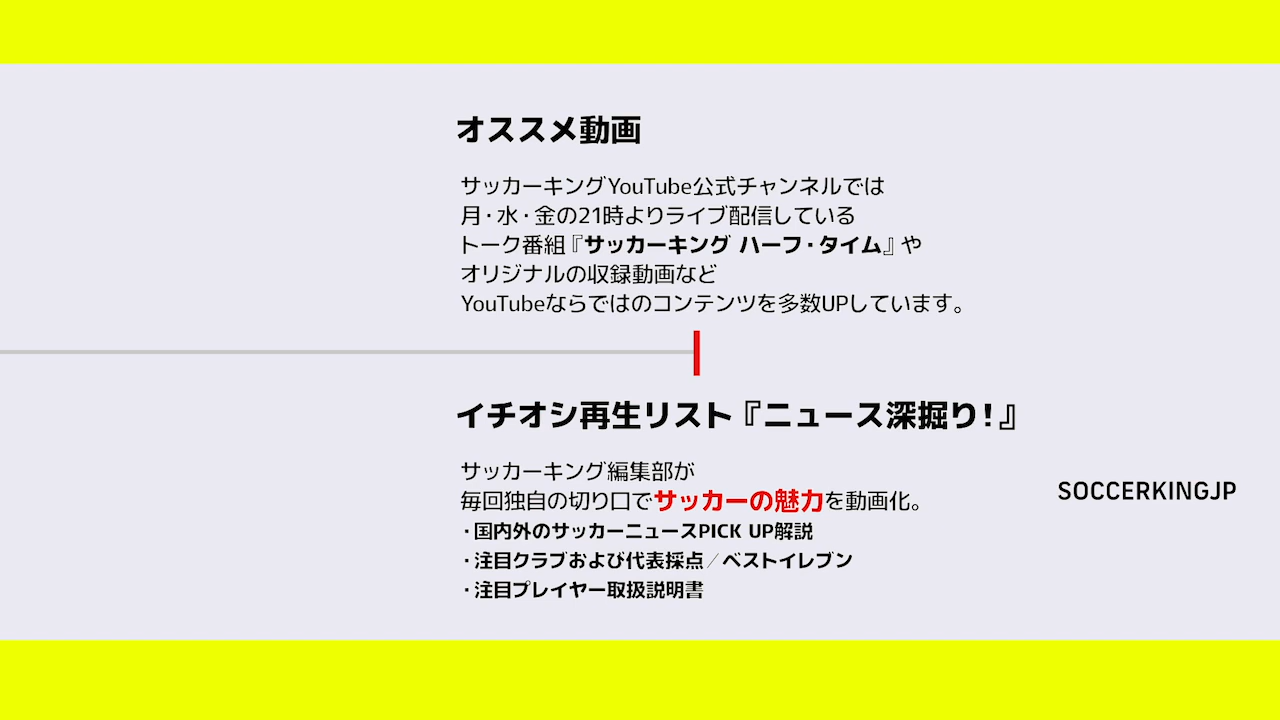 オススメ動画
サッカーキングYouTube公式チャンネルでは
月・水・金の21時よりライブ配信している
トーク番組『サッカーキング ハーフ・タイム』や
オリジナルの収録動画など
YouTubeならではのコンテンツを多数UPしています。
イチオシ再生リスト『ニュース深掘り!』
サッカーキング編集部が
毎回独自の切り口でサッカーの魅力を動画化。
・国内外のサッカーニュースPICK UP解説
・注目クラブおよび代表採点／ベストイレブン
・注目プレイヤー取扱説明書
SOCCERKINGJP